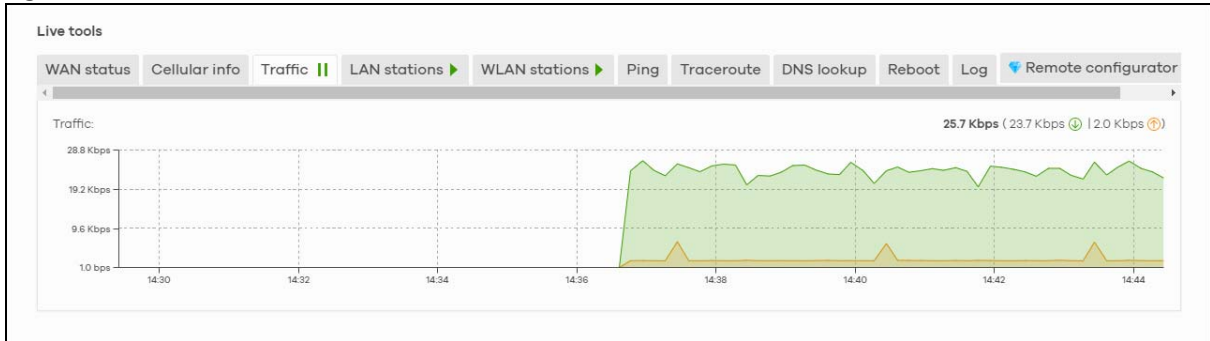 Live tools
WAN status Cellular info Traffic LAN stations WLAN stations Ping Traceroute DNS lookup Reboot Log Remote configurator
Traffic: 25.7 Kbps ( 23.7 Kbps | 2.0 Kbps )
28.8 Kbps
19.2 Kbps
9.6 Kbps
1.0 bps
14:30 14:32 14:34 14:36 14:38 14:40 14:42 14:44